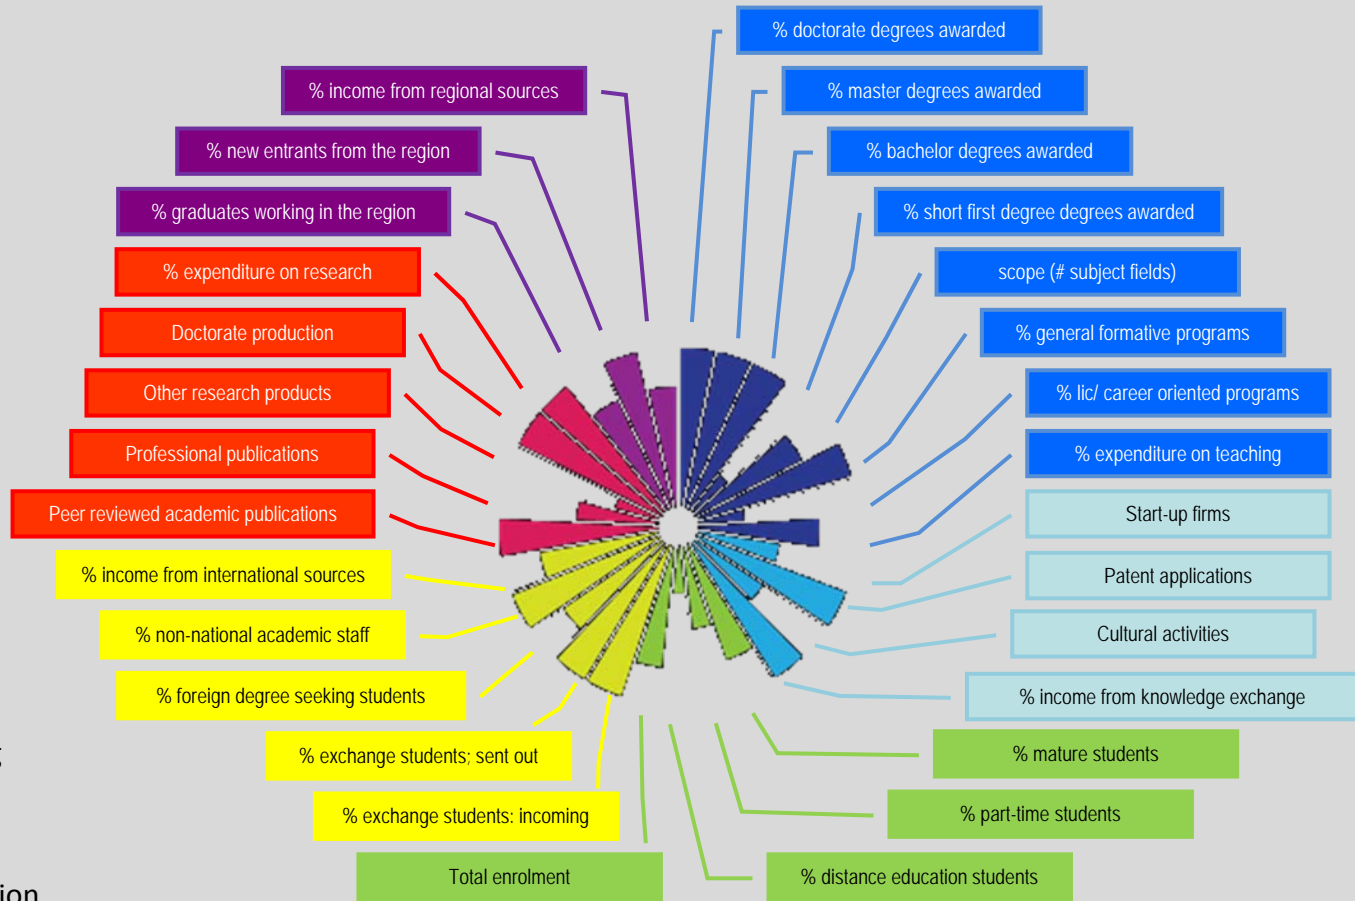 % doctorate degrees awarded
% income from regional sources
% master degrees awarded
% new entrants from the region
% bachelor degrees awarded
% graduates working in the region
% short first degree degrees awarded
% expenditure on research
scope (# subject fields)
Doctorate production
% general formative programs
Other research products
% lic/ career oriented programs
Professional publications
% expenditure on teaching
Peer reviewed academic publications
Start-up firms
% income from international sources
Patent applications
% non-national academic staff
Cultural activities
% foreign degree seeking students
% income from knowledge exchange
% exchange students; sent out
% mature students
% exchange students: incoming
% part-time students
Total enrolment
% distance education students
ion